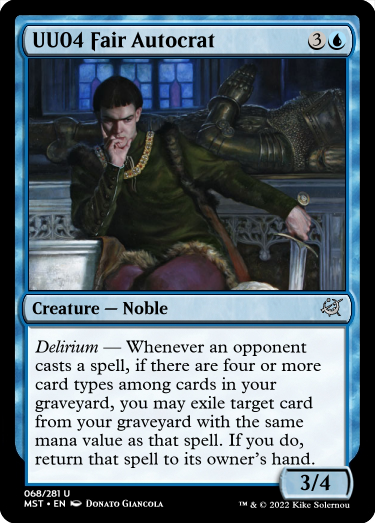 UU04 Fair Autocrat 3
Creature — Noble
Delirium — Whenever an opponent
casts a spell, if there are four or more
card types among cards in your
graveyard, you may exile target card
from your graveyard with the same
mana value as that spell. If you do,
return that spell to its owner's hand.
3/4
068/281 U
MST • EN Donato Giancola
™ & © 2022 Kike Solernou